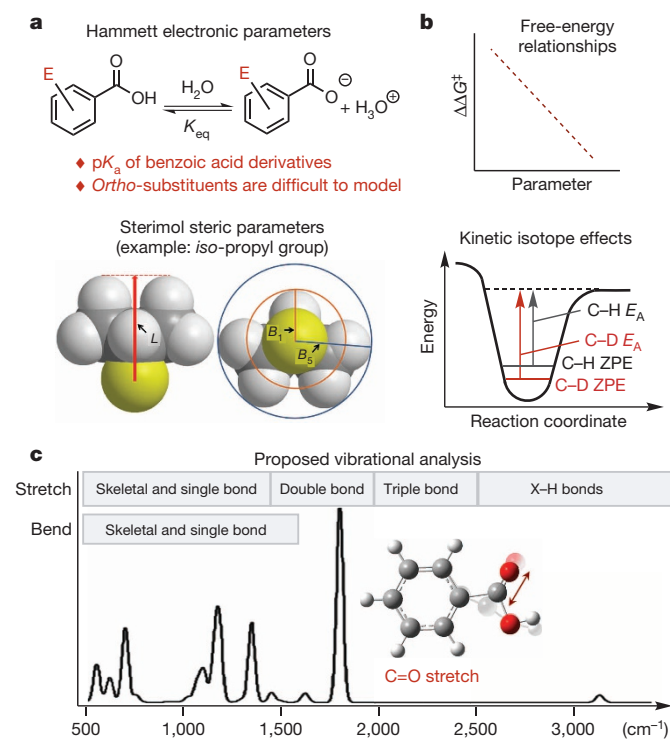 a
Hammett electronic parameters
E
O
OH
H₂O
K_eq
E
O
O⊖
+ H₃O⊕
♦ pKₐ of benzoic acid derivatives
♦ Ortho-substituents are difficult to model
Sterimol steric parameters
(example: iso-propyl group)
L
B₁
B₅
b
Free-energy
relationships
ΔΔG‡
Parameter
Kinetic isotope effects
Energy
C–H E_A
C–D E_A
C–H ZPE
C–D ZPE
Reaction coordinate
c
Proposed vibrational analysis
Stretch
Skeletal and single bond
Double bond
Triple bond
X–H bonds
Bend
Skeletal and single bond
C=O stretch
500 1,000 1,500 2,000 2,500 3,000 (cm⁻¹)